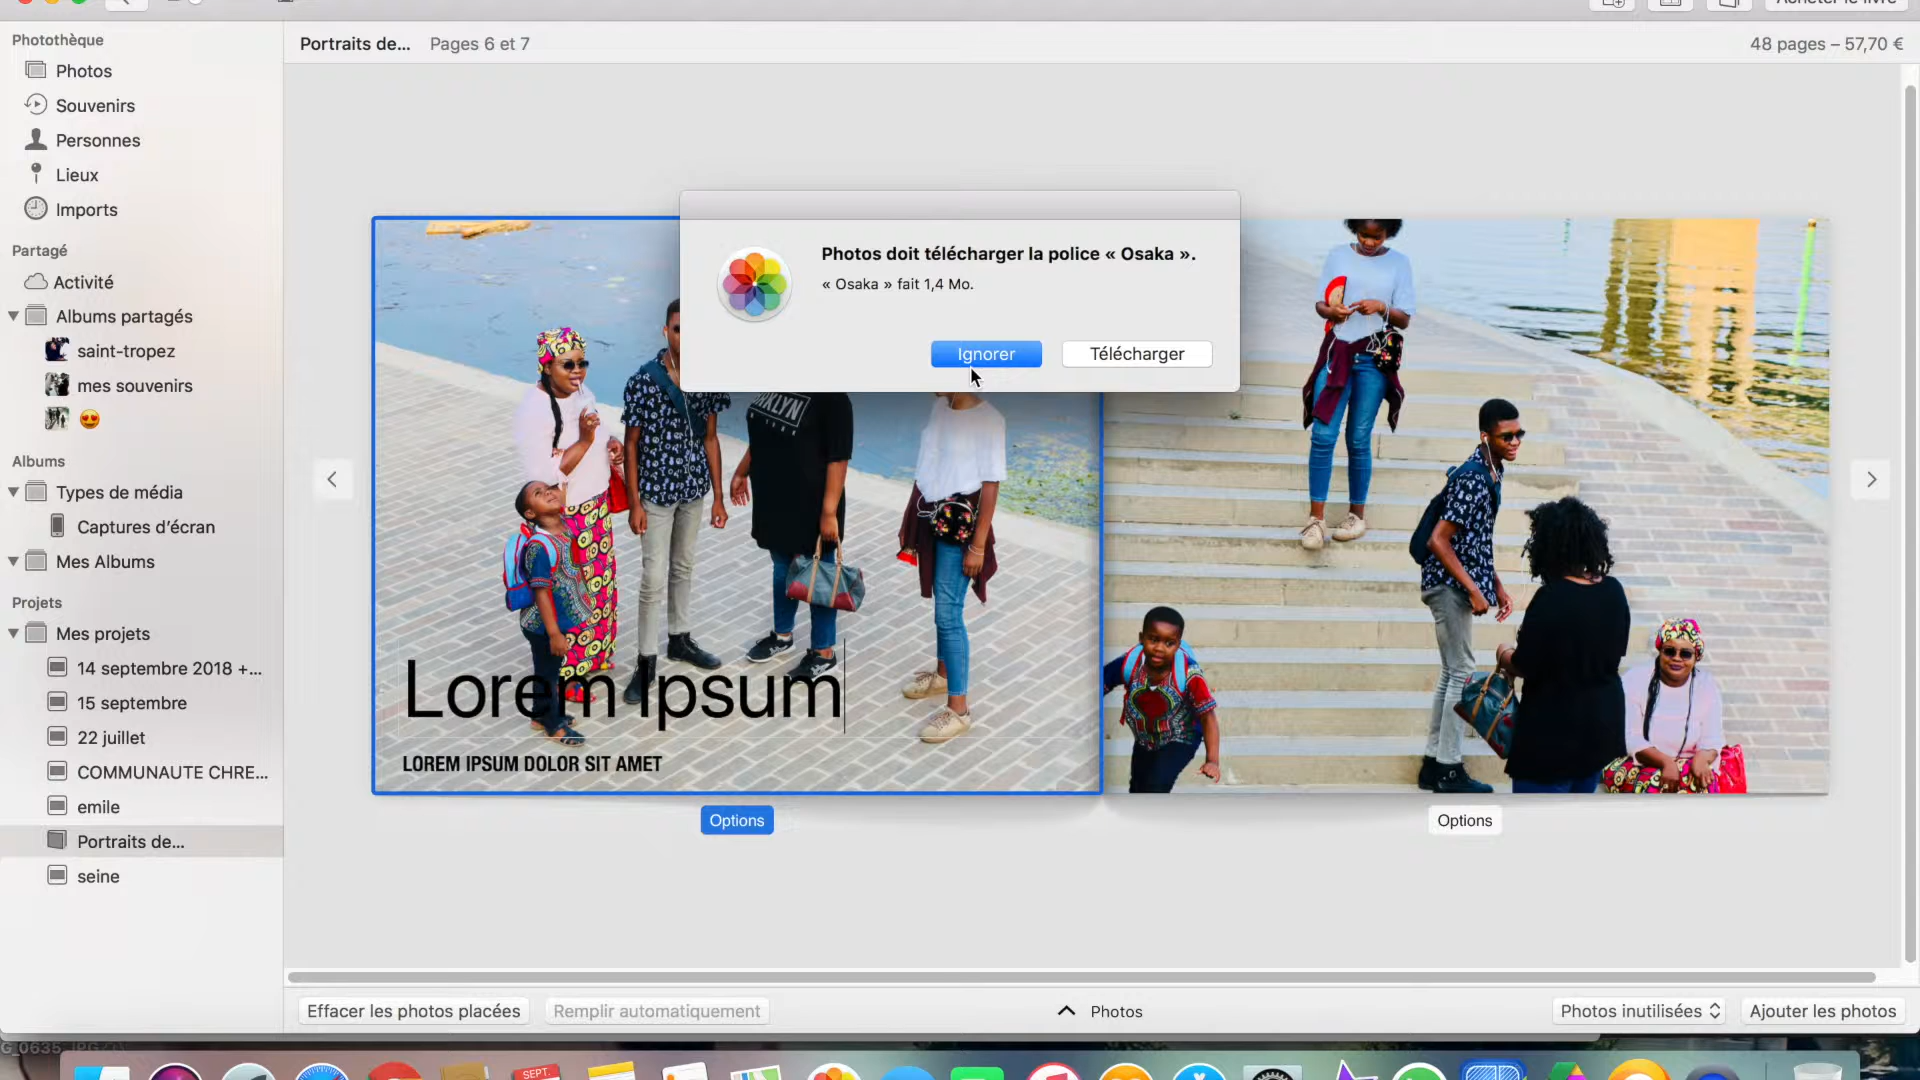 Acheter le livre
Photothèque
Photos
Souvenirs
Personnes
Lieux
Imports
Partagé
Activité
Albums partagés
saint-tropez
mes souvenirs
Albums
Types de média
Captures d’écran
Mes Albums
Projets
Mes projets
14 septembre 2018 +...
15 septembre
22 juillet
COMMUNAUTE CHRE...
emile
Portraits de...
seine
Portraits de... Pages 6 et 7
48 pages – 57,70 €
Photos doit télécharger la police « Osaka ».
« Osaka » fait 1,4 Mo.
Ignorer Télécharger
Lorem Ipsum
LOREM IPSUM DOLOR SIT AMET
Options Options
Effacer les photos placées Remplir automatiquement Photos Photos inutilisées Ajouter les photos
SEPT.